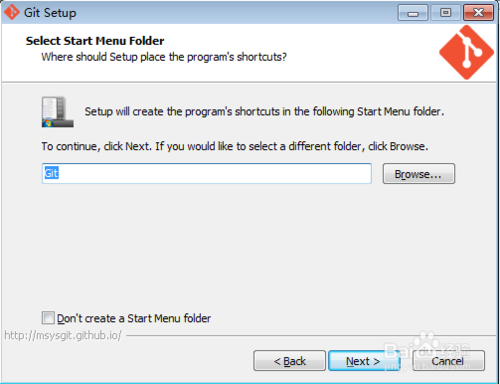 Git Setup
Select Start Menu Folder
Where should Setup place the program's shortcuts?
Setup will create the program's shortcuts in the following Start Menu folder.
To continue, click Next. If you would like to select a different folder, click Browse.
Git
Browse...
Don't create a Start Menu folder
http://msysgit.github.io/
< Back
Next >
Cancel